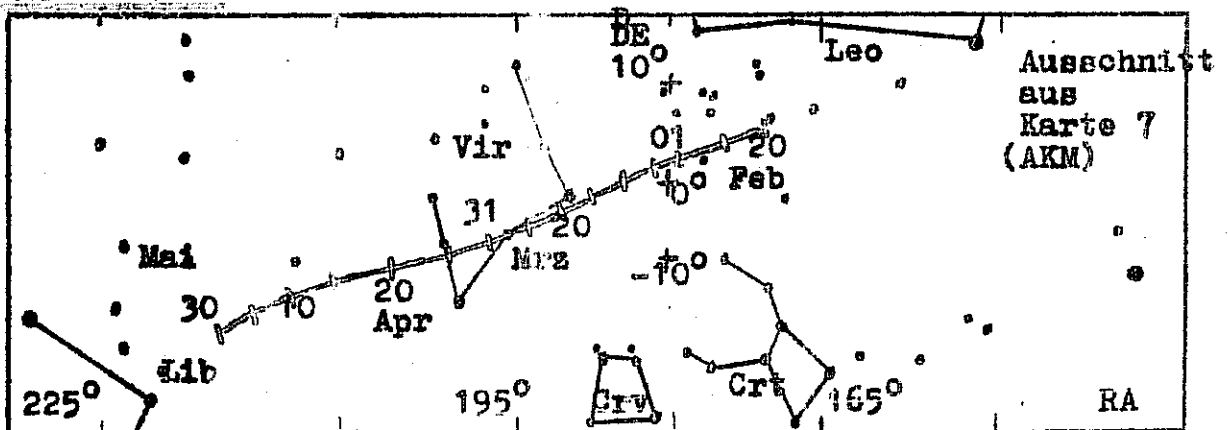 DE
10°
Leo
Ausschnitt
aus
Karte 7
(AKM)
Vir
01
20
+0°
Feb
31
20
Mrz
Mai
-10°
30
10
20
Apr
Lib
Crv
Crt
225°
195°
165°
RA